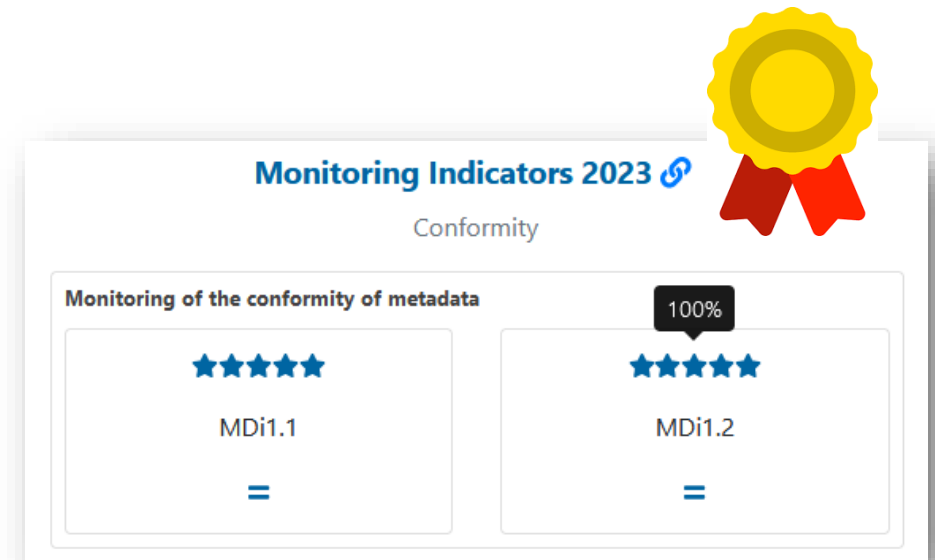 Monitoring Indicators 2023
Conformity
Monitoring of the conformity of metadata
100%
MDi1.1
MDi1.2
=
=